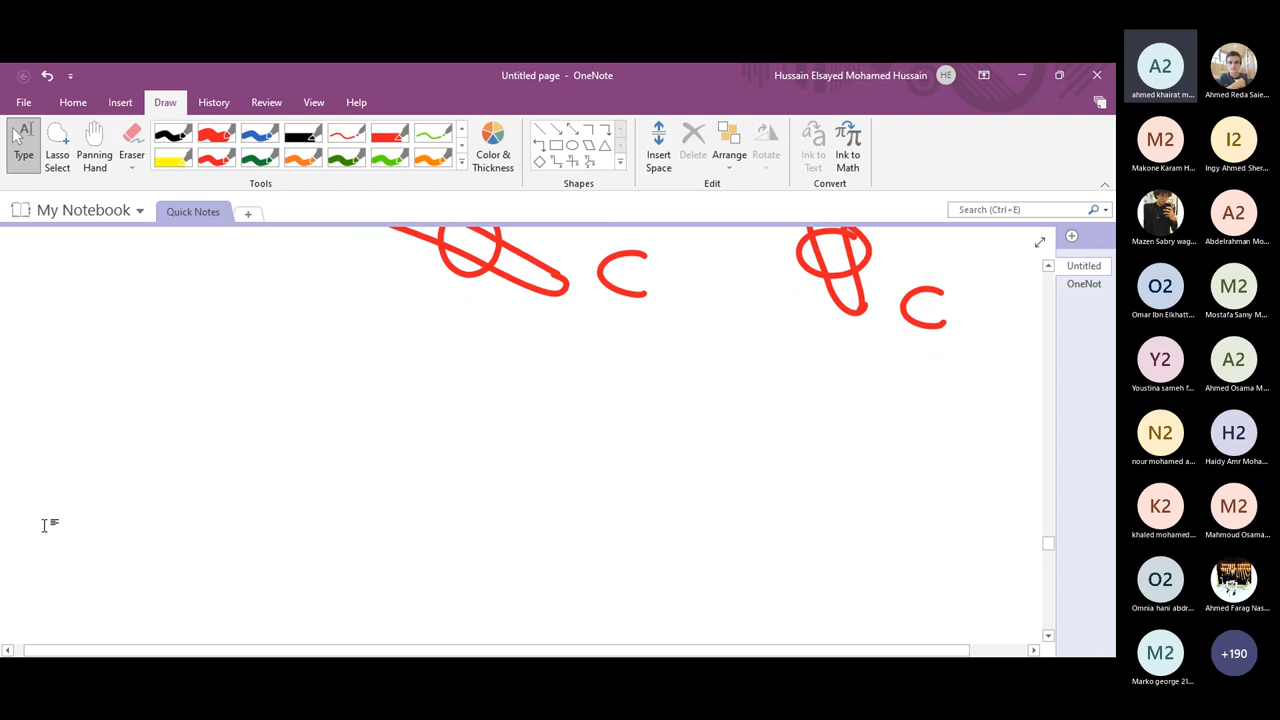 Untitled page - OneNote
Hussain Elsayed Mohamed Hussain HE
File Home Insert Draw History Review View Help
Type
Lasso Select
Panning Hand
Eraser
Color & Thickness
Insert Space
Delete
Arrange
Rotate
Ink to Text
Ink to Math
Tools
Shapes
Edit
Convert
My Notebook
Quick Notes
Search (Ctrl+E)
Untitled
OneNot
C
C
A2
ahmed khairat m...
Ahmed Reda Saie...
M2
Makone Karam H...
I2
Ingy Ahmed Sher...
Mazen Sabry wag...
A2
Abdelrahman Mo...
O2
Omar Ibn Elkhatt...
M2
Mostafa Samy M...
Y2
Youstina sameh f...
A2
Ahmed Osama M...
N2
nour mohamed a...
H2
Haidy Amr Moha...
K2
khaled mohamed...
M2
Mahmoud Osama...
O2
Omnia hani abdr...
Ahmed Farag Nas...
M2
Marko george 21...
+190